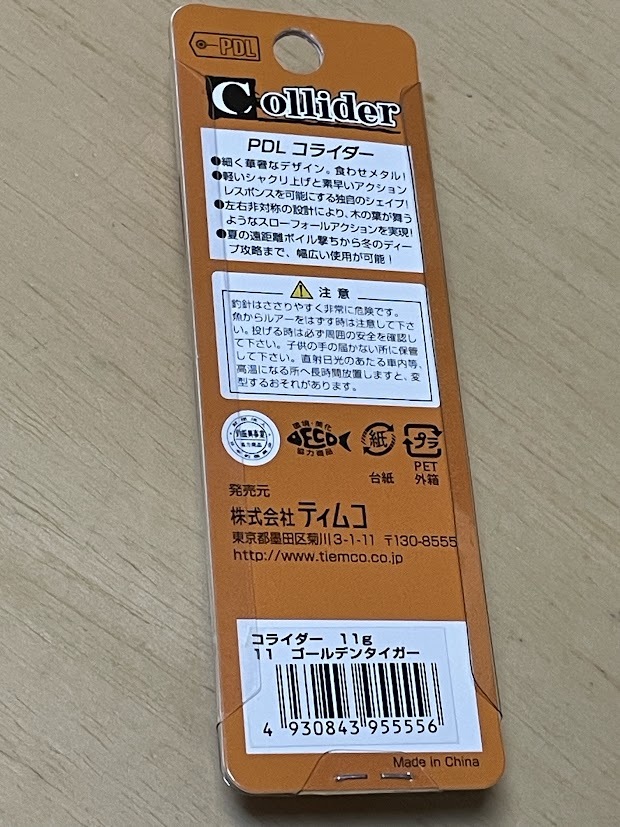 PDL
Collider
PDL コライダー
●細く華奢なデザイン。食わせメタル!
●軽いシャクリ上げと素早いアクション
レスポンスを可能にする独自のシェイプ!
●左右非対称の設計により、木の葉が舞う
ようなスローフォールアクションを実現!
●夏の遠距離ボイル撃ちから冬のディー
プ攻略まで、幅広い使用が可能!
注意
釣針はささりやすく非常に危険です。
魚からルアーをはずす時は注意して下さ
い。投げる時は必ず周囲の安全を確認し
て下さい。子供の手の届かない所に保管
して下さい。直射日光のあたる車内等、
高温になる所へ長時間放置しますと、変
形するおそれがあります。
環境・美化
ECO
協力商品
紙
台紙
プラ
PET
外箱
発売元
株式会社 ティムコ
東京都墨田区菊川3-1-11 〒130-8555
http://www.tiemco.co.jp
コライダー 11g
11 ゴールデンタイガー
4 930843 955556
Made in China